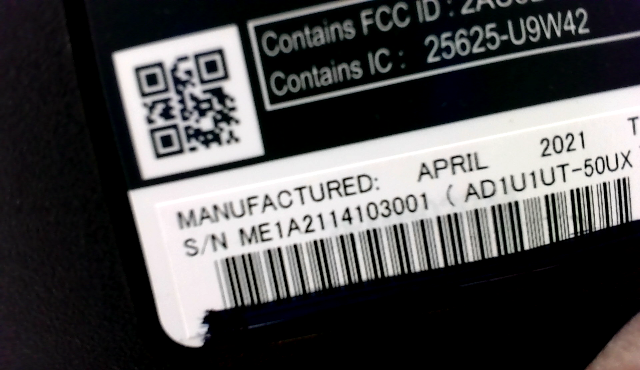 Contains FCC ID :
Contains IC : 25625-U9W42
MANUFACTURED: APRIL 2021
S/N ME1A2114103001 ( AD1U1UT-50UX